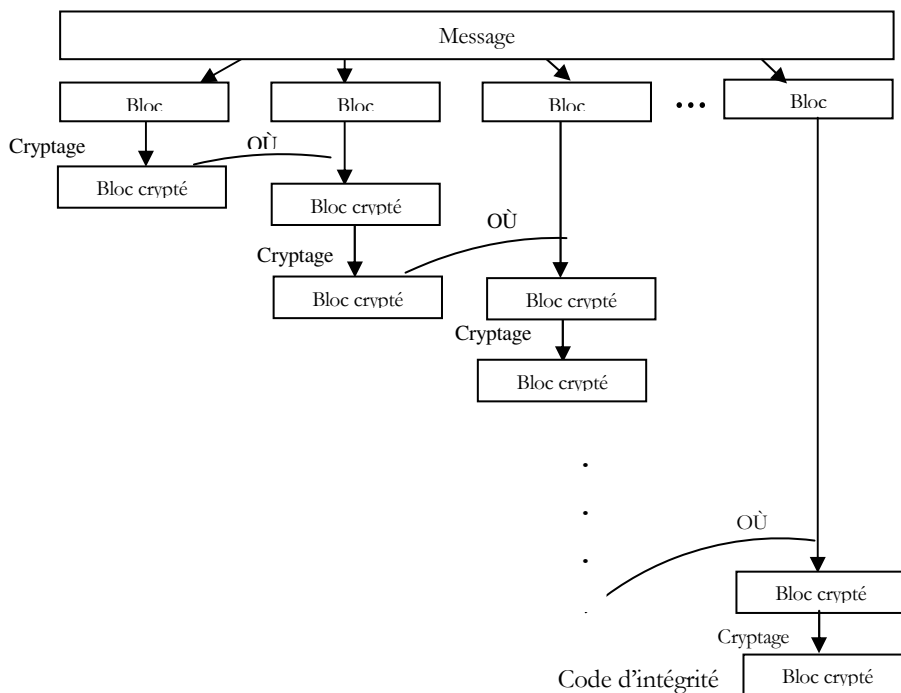 Message
Bloc Bloc Bloc ... Bloc
Cryptage OÙ
Bloc crypté
Bloc crypté
Cryptage OÙ
Bloc crypté
Bloc crypté
Cryptage
Bloc crypté
OÙ
Bloc crypté
Cryptage
Code d'intégrité Bloc crypté